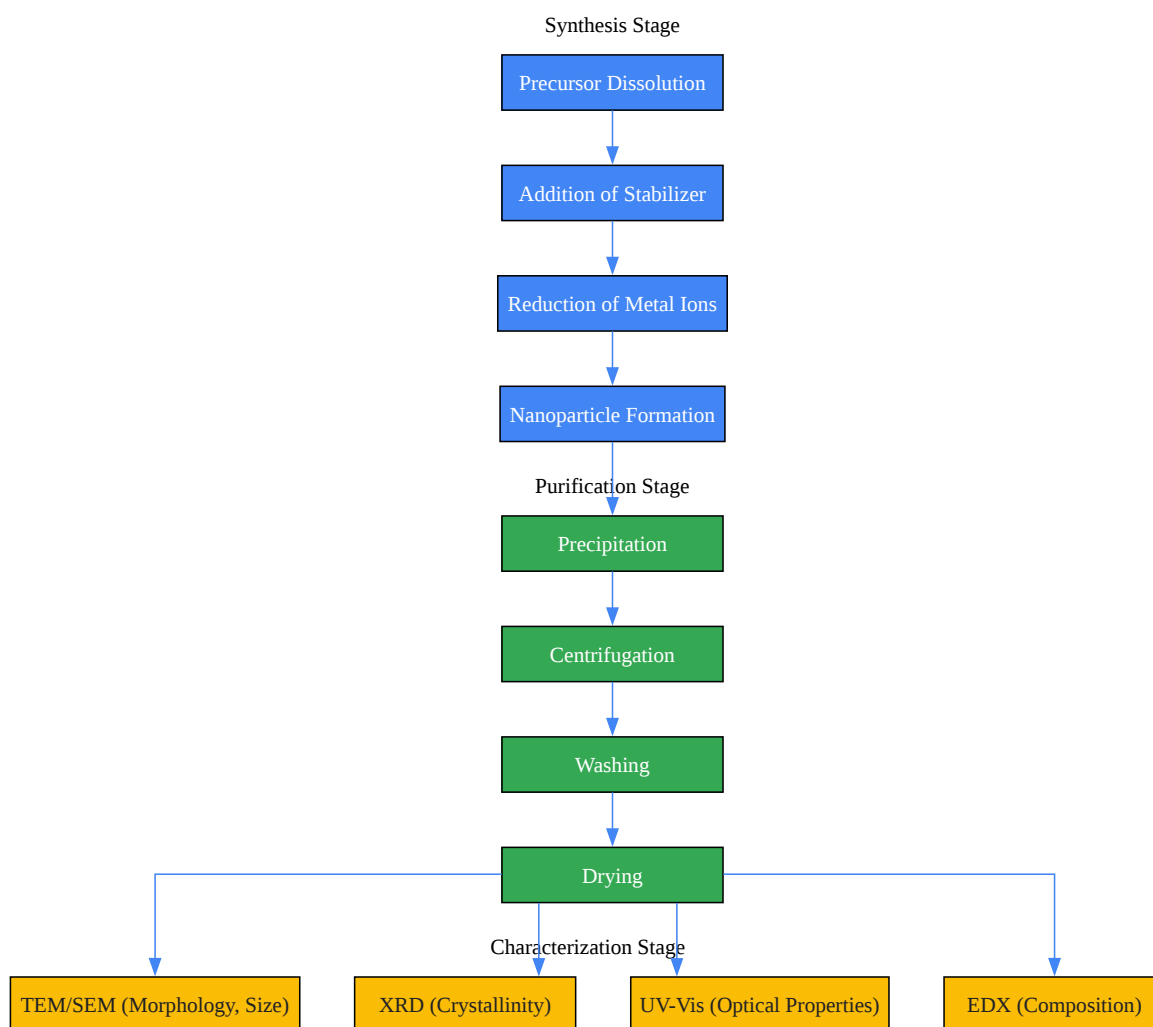 Synthesis Stage
Precursor Dissolution
Addition of Stabilizer
Reduction of Metal Ions
Nanoparticle Formation
Purification Stage
Precipitation
Centrifugation
Washing
Drying
Characterization Stage
TEM/SEM (Morphology, Size)
XRD (Crystallinity)
UV-Vis (Optical Properties)
EDX (Composition)